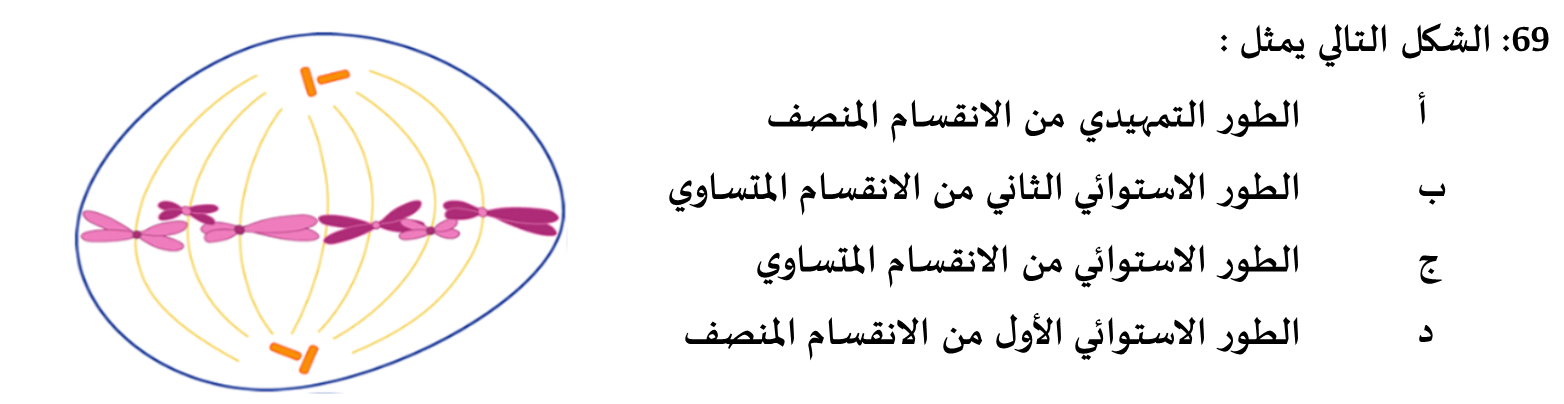 69: الشكل التالي يمثل :
أ الطور التمهيدي من الانقسام المنصف
ب الطور الاستوائي الثاني من الانقسام المتساوي
ج الطور الاستوائي من الانقسام المتساوي
د الطور الاستوائي الأول من الانقسام المنصف